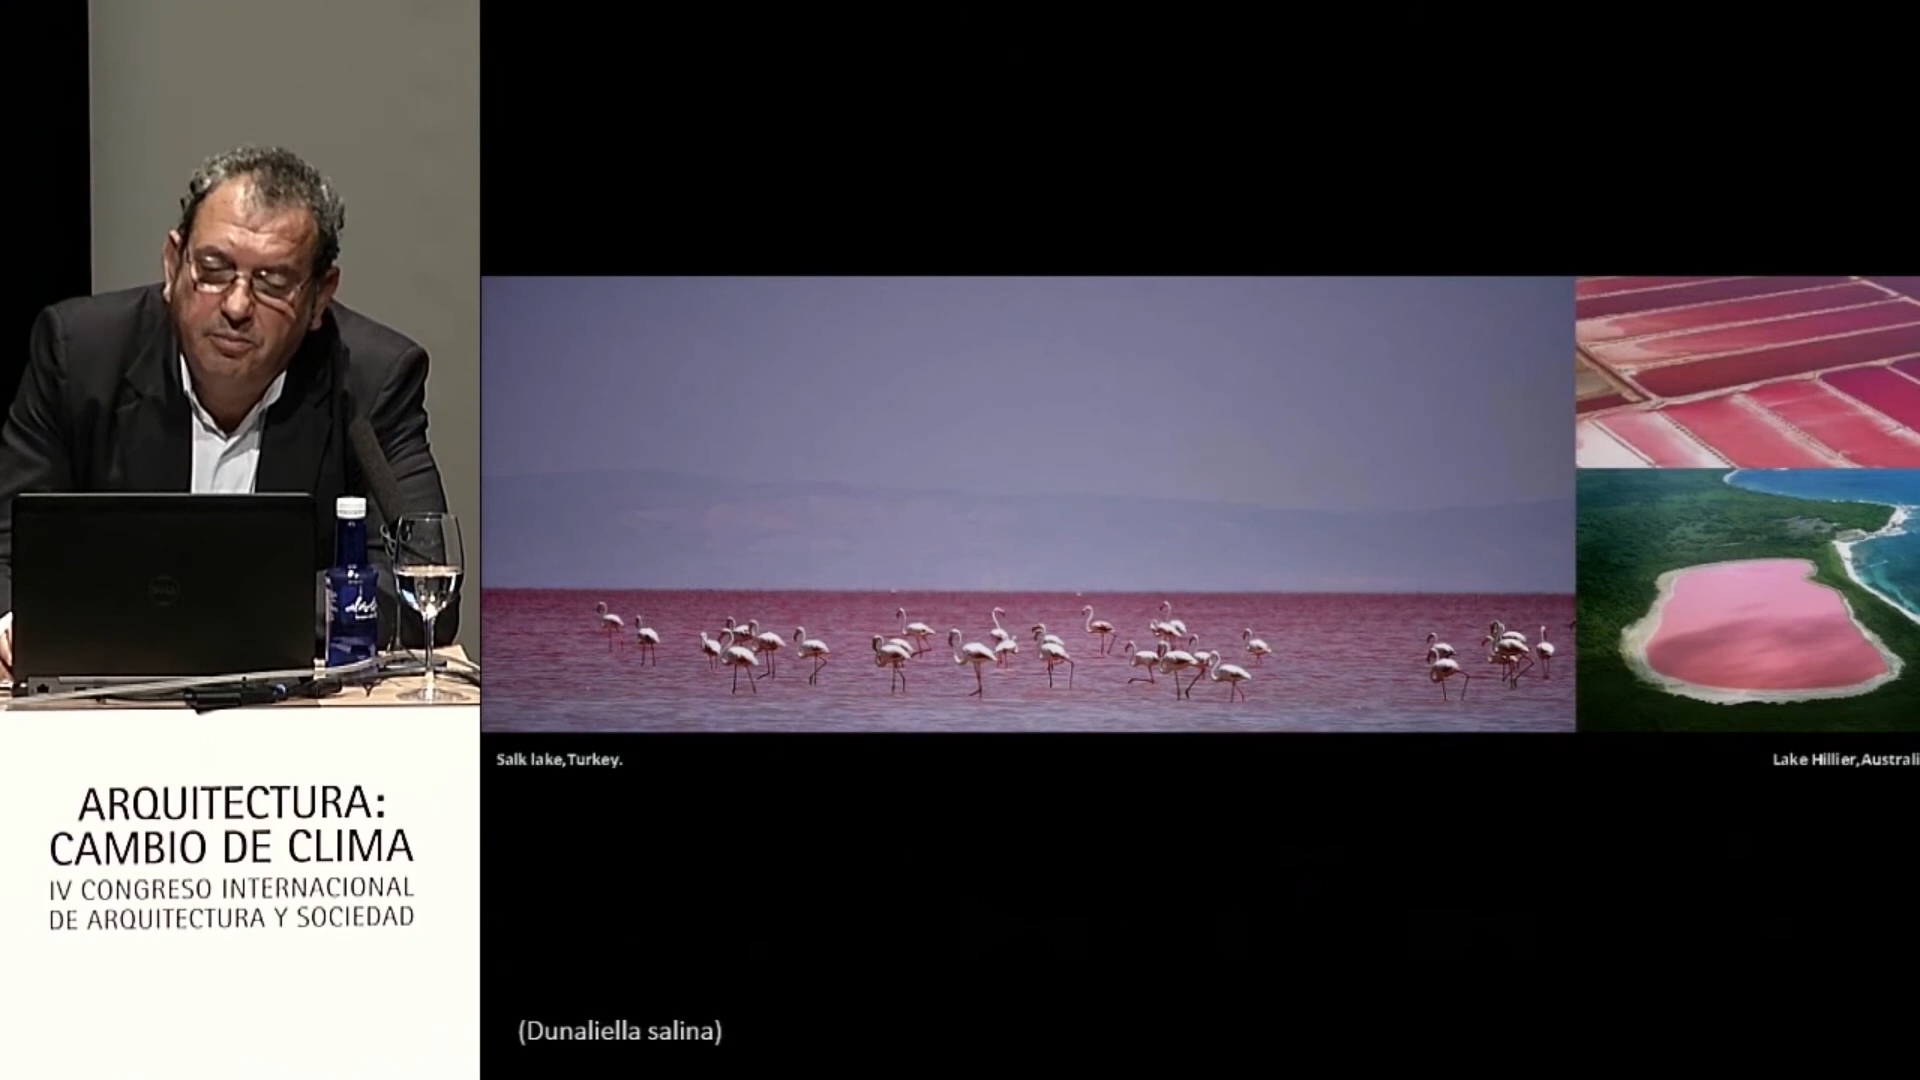 ARQUITECTURA:
CAMBIO DE CLIMA
IV CONGRESO INTERNACIONAL
DE ARQUITECTURA Y SOCIEDAD
Salk lake,Turkey.
Lake Hillier,Australi
(Dunaliella salina)